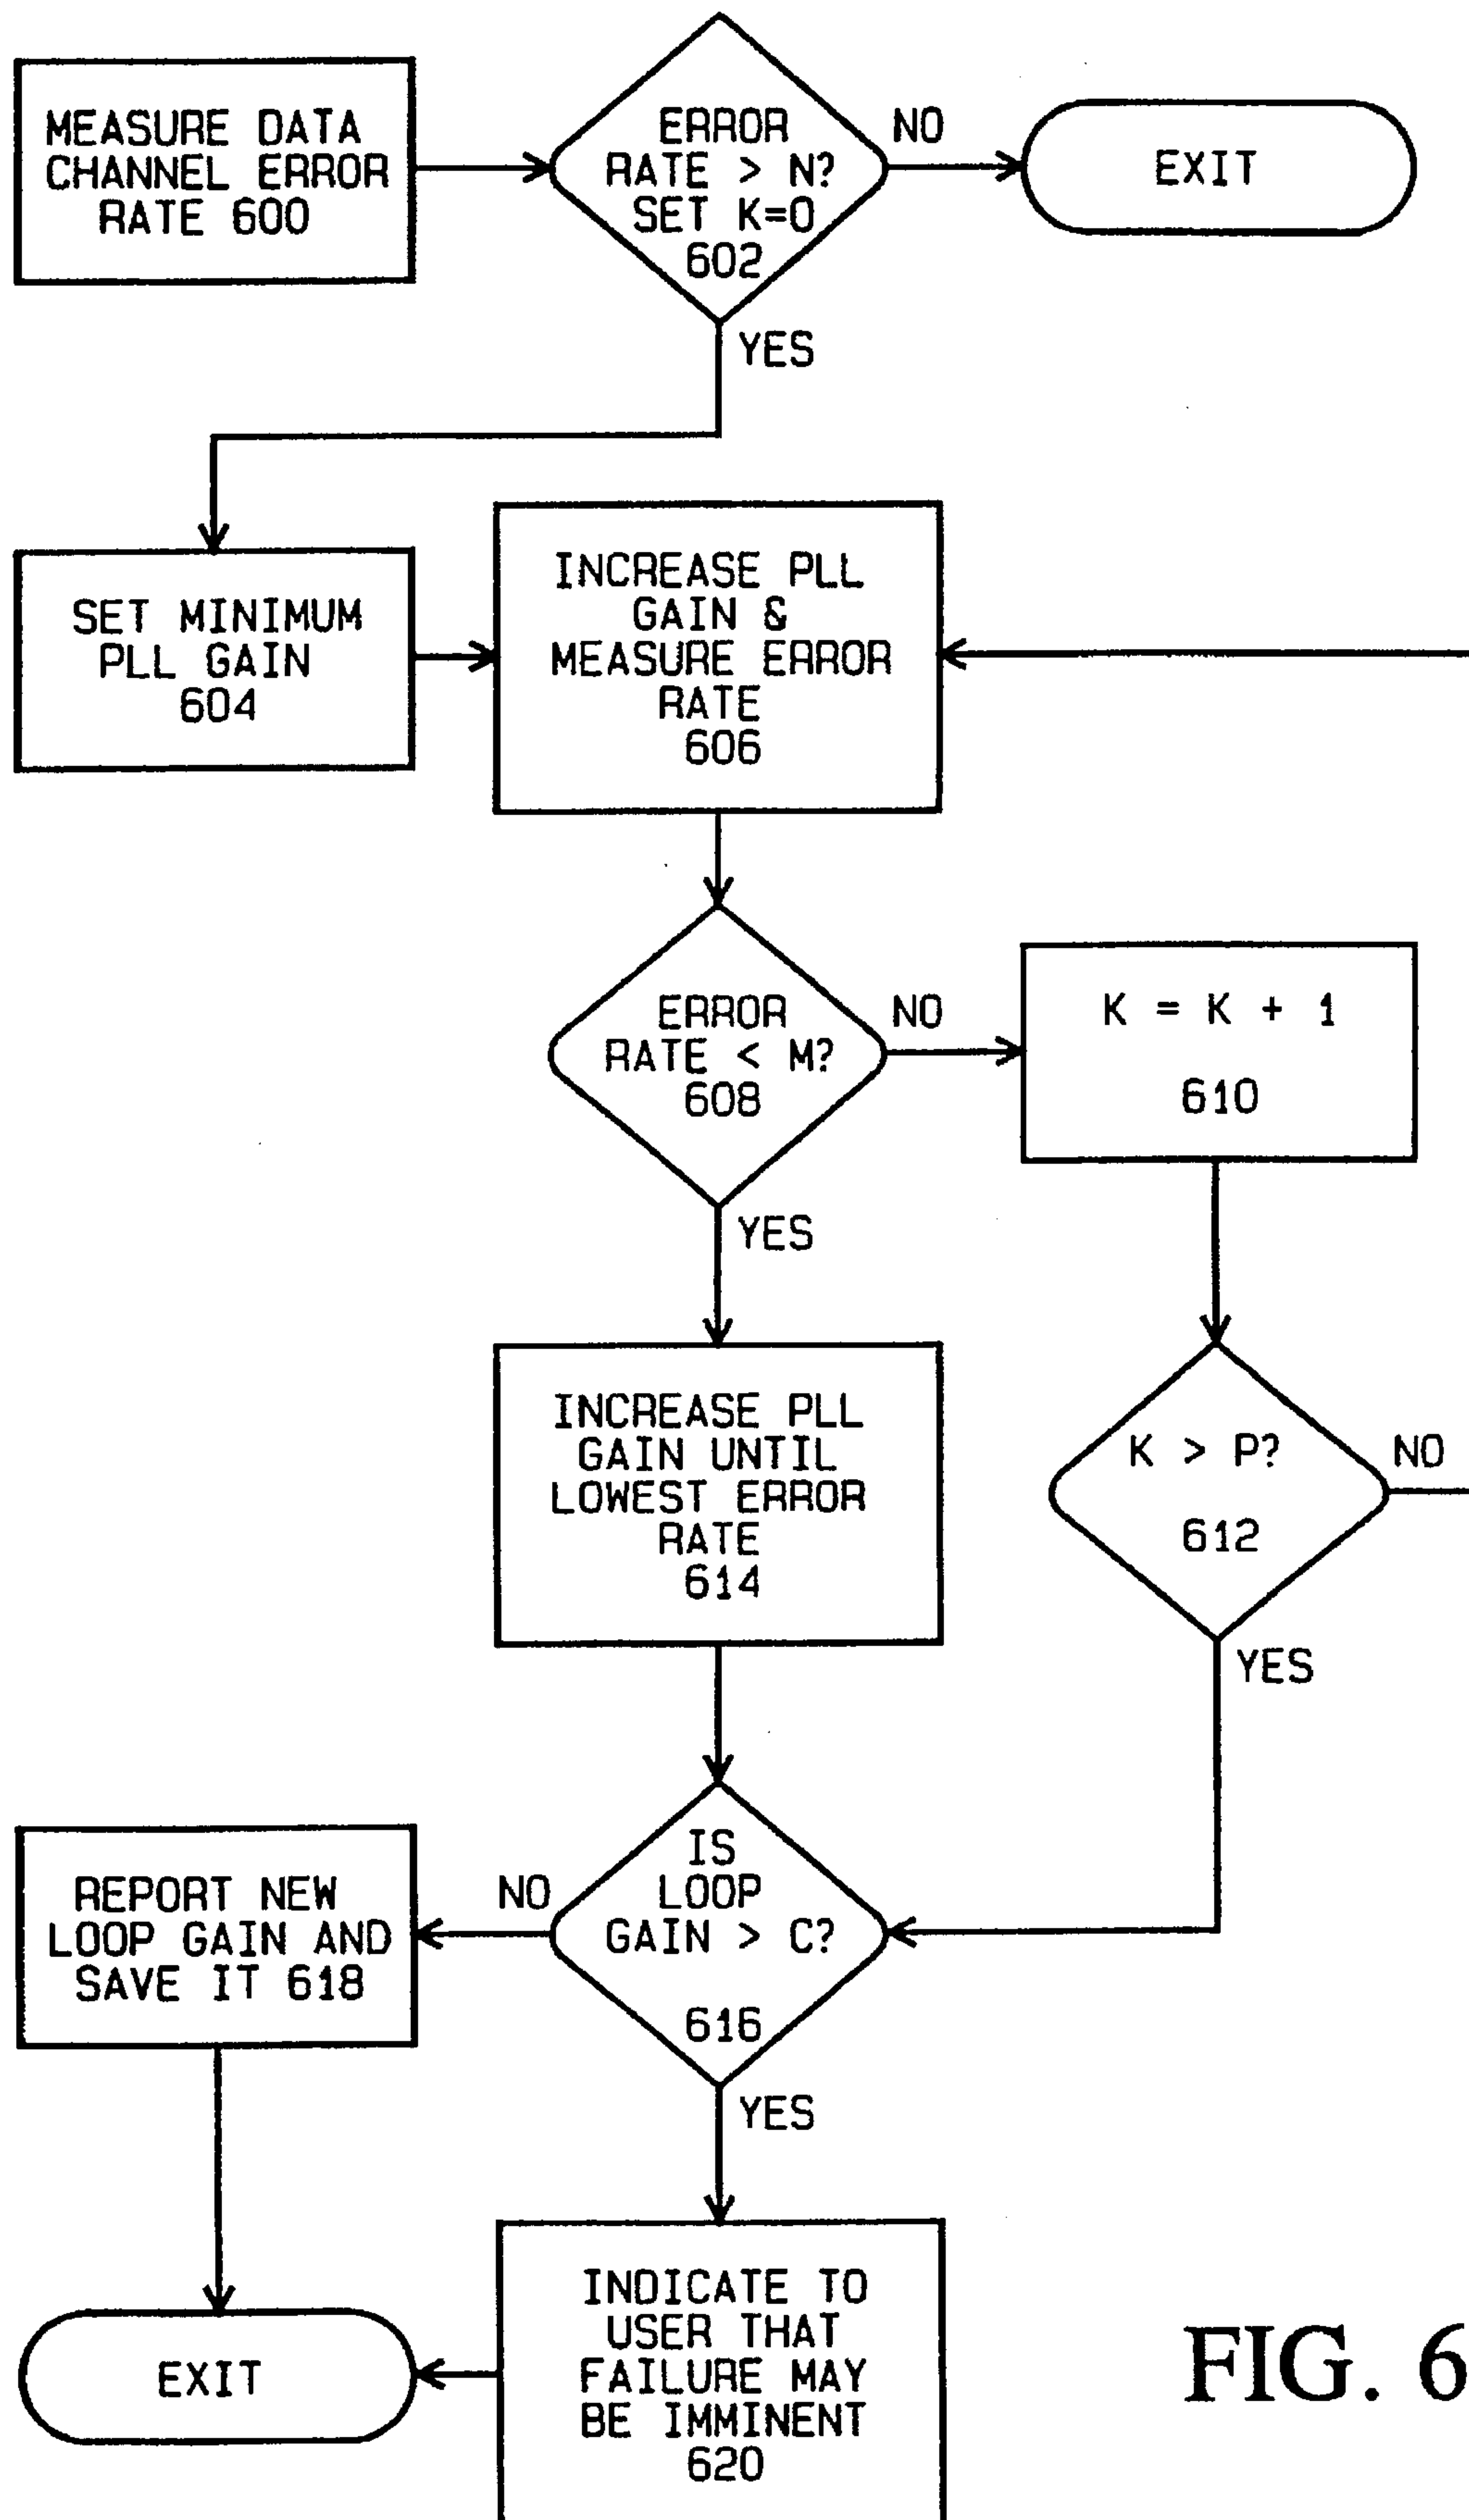 MEASURE DATA
CHANNEL ERROR
RATE 600
ERROR
RATE > N?
SET K=0
602
NO
EXIT
YES
SET MINIMUM
PLL GAIN
604
INCREASE PLL
GAIN &
MEASURE ERROR
RATE
606
ERROR
RATE < M?
608
NO
K = K + 1
610
YES
INCREASE PLL
GAIN UNTIL
LOWEST ERROR
RATE
614
K > P?
612
NO
YES
IS
LOOP
GAIN > C?
616
NO
REPORT NEW
LOOP GAIN AND
SAVE IT 618
YES
INDICATE TO
USER THAT
FAILURE MAY
BE IMMINENT
620
EXIT
FIG. 6